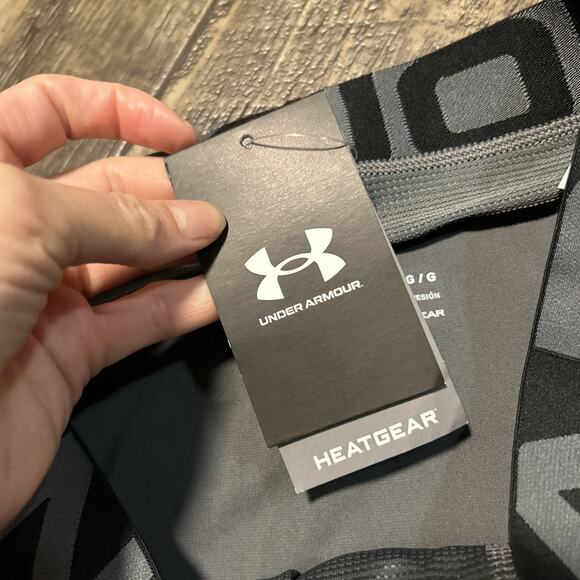 UNDER ARMOUR.
HEATGEAR®
G / G